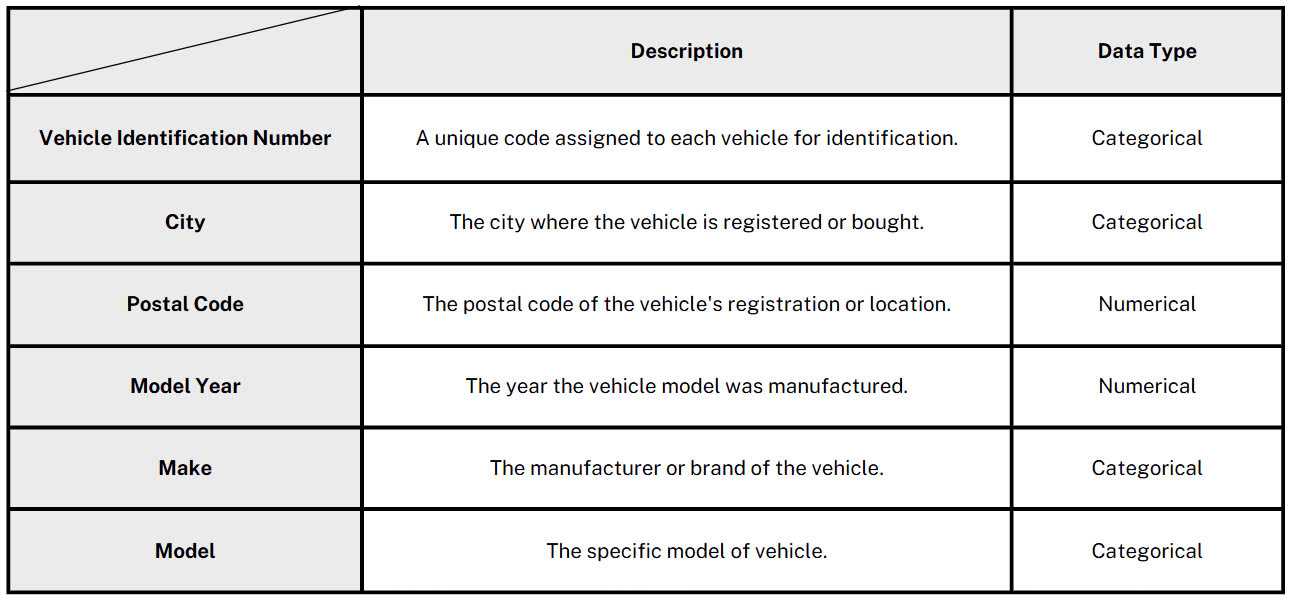 Description Data Type
Vehicle Identification Number A unique code assigned to each vehicle for identification. Categorical
City The city where the vehicle is registered or bought. Categorical
Postal Code The postal code of the vehicle's registration or location. Numerical
Model Year The year the vehicle model was manufactured. Numerical
Make The manufacturer or brand of the vehicle. Categorical
Model The specific model of vehicle. Categorical